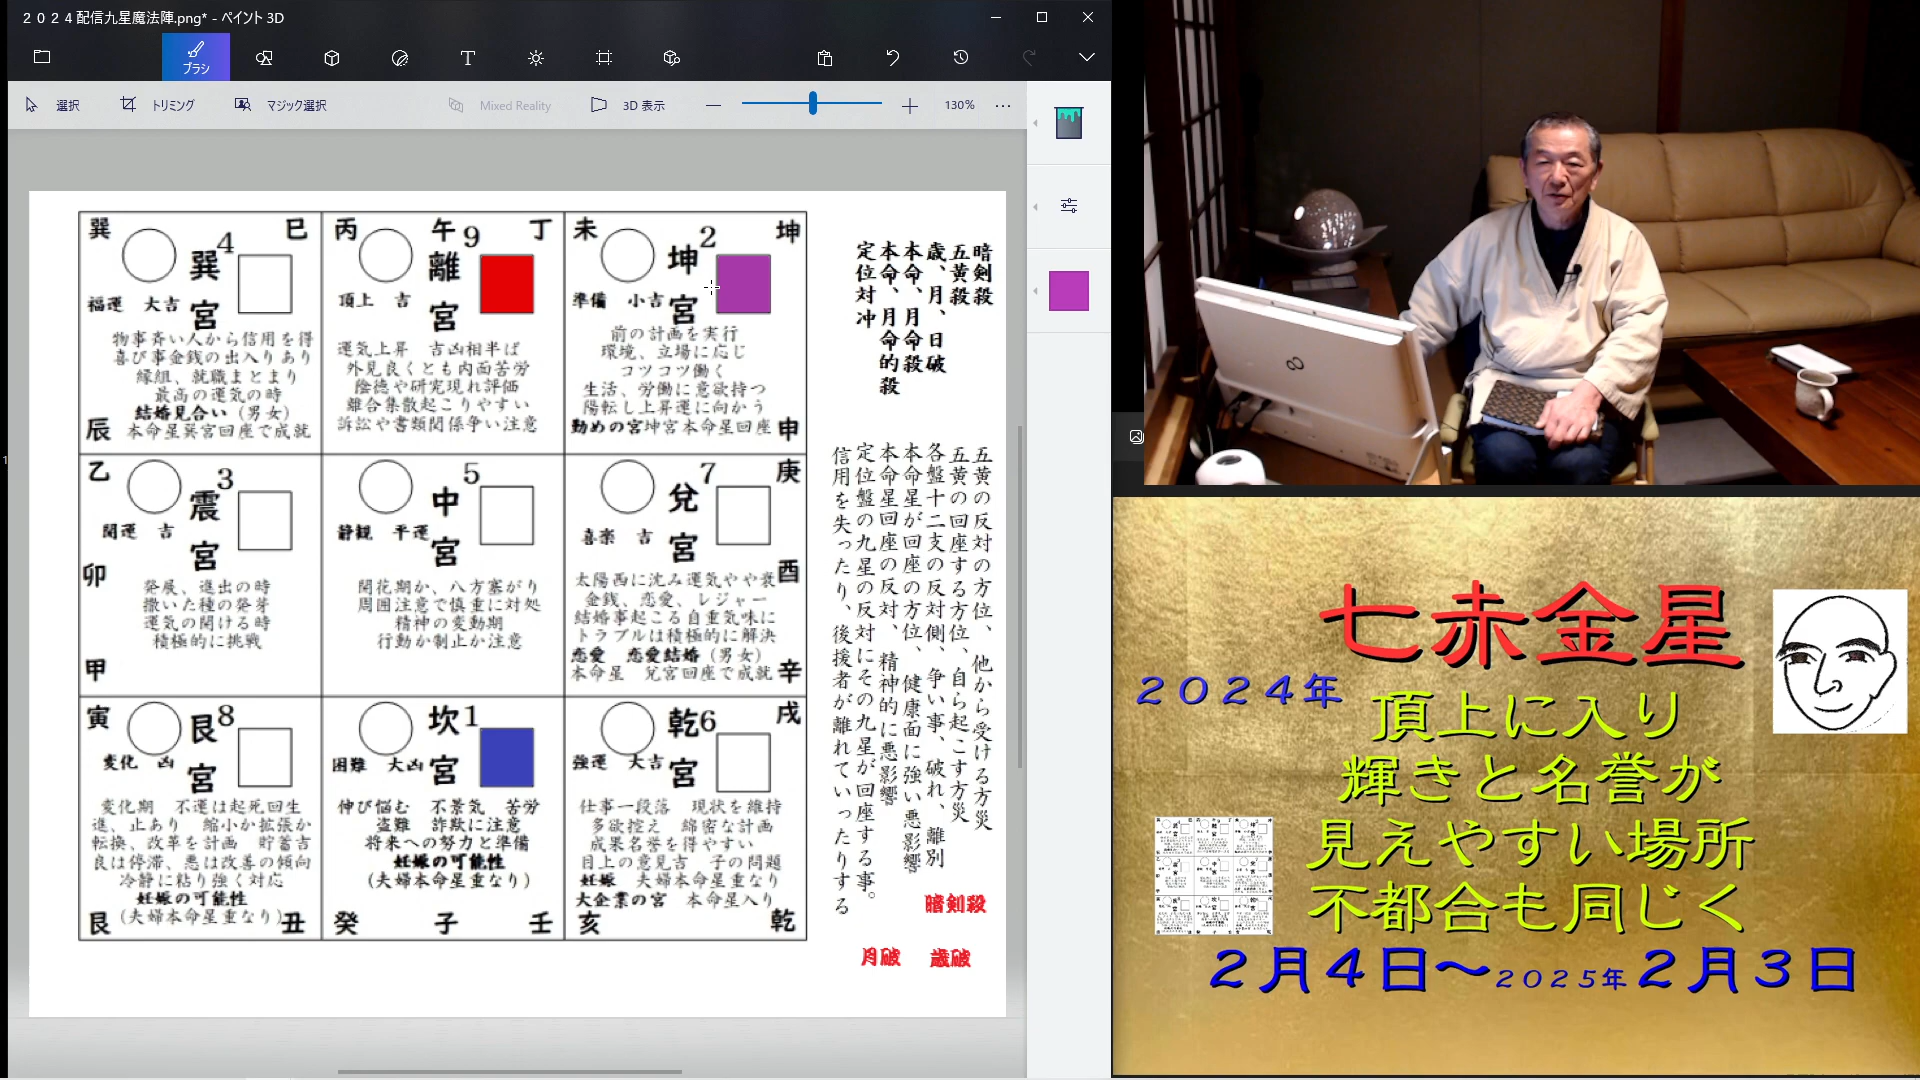 ２０２４配信九星魔法陣.png* - ペイント 3D
ブラシ
選択
トリミング
マジック選択
Mixed Reality
3D 表示
130%
巽
4
巳
巽宮
福運 大吉
物事斉い人から信用を得
喜び事金銭の出入りあり
縁組、就職まとまり
最高の運気の時
結婚見合い（男女）
辰
本命星巽宮回座で成就
丙
午
9
丁
離宮
頂上 吉
運気上昇 吉凶相半ば
外見良くとも内面苦労
陰徳や研究現れ評価
離合集散起こりやすい
訴訟や書類関係争い注意
未
2
坤
坤宮
準備 小吉
前の計画を実行
環境、立場に応じ
コツコツ働く
生活、労働に意欲持つ
陽転し上昇運に向かう
勤めの宮坤宮本命星回座
申
乙
3
震宮
開運 吉
卯
発展、進出の時
撒いた種の発芽
運気の開ける時
積極的に挑戦
甲
5
中宮
静観 平運
開花期か、八方塞がり
周囲注意で慎重に対処
精神の変動期
行動か制止か注意
7
庚
兌宮
喜楽 吉
酉
太陽西に沈み運気やや衰
金銭、恋愛、レジャー
結婚事起こる自重気味に
トラブルは積極的に解決
恋愛 恋愛結婚（男女）
本命星 兌宮回座で成就
辛
寅
8
艮宮
変化 凶
変化期 不運は起死回生
進、止あり 縮小か拡張か
転換、改革を計画 貯蓄吉
良は停滞、悪は改善の傾向
冷静に粘り強く対応
妊娠の可能性
（夫婦本命星重なり）
艮
丑
1
坎宮
困難 大凶
伸び悩む 不景気 苦労
盗難 詐欺に注意
将来への努力と準備
妊娠の可能性
（夫婦本命星重なり）
癸
子
壬
6
戌
乾宮
強運 大吉
仕事一段落 現状を維持
多欲控え 綿密な計画
成果名誉を得やすい
目上の意見吉 子の問題
妊娠 夫婦本命星重なり
大企業の宮 本命星入り
亥
乾
暗剣殺
五黄殺
歳、月、日破
本命、月命殺
本命、月命的殺
定位対冲
五黄の反対の方位、他から受ける方災
五黄の回座する方位、自ら起こす方災
各盤十二支の反対側、争い事、破れ、離別
本命星が回座の方位、健康面に強い悪影響
本命星回座の反対、精神的に悪影響
定位盤の九星の反対にその九星が回座する事。
信用を失ったり、後援者が離れていったりする
暗剣殺
月破
歳破
七赤金星
２０２４年
頂上に入り
輝きと名誉が
見えやすい場所
不都合も同じく
２月４日～２０２５年２月３日